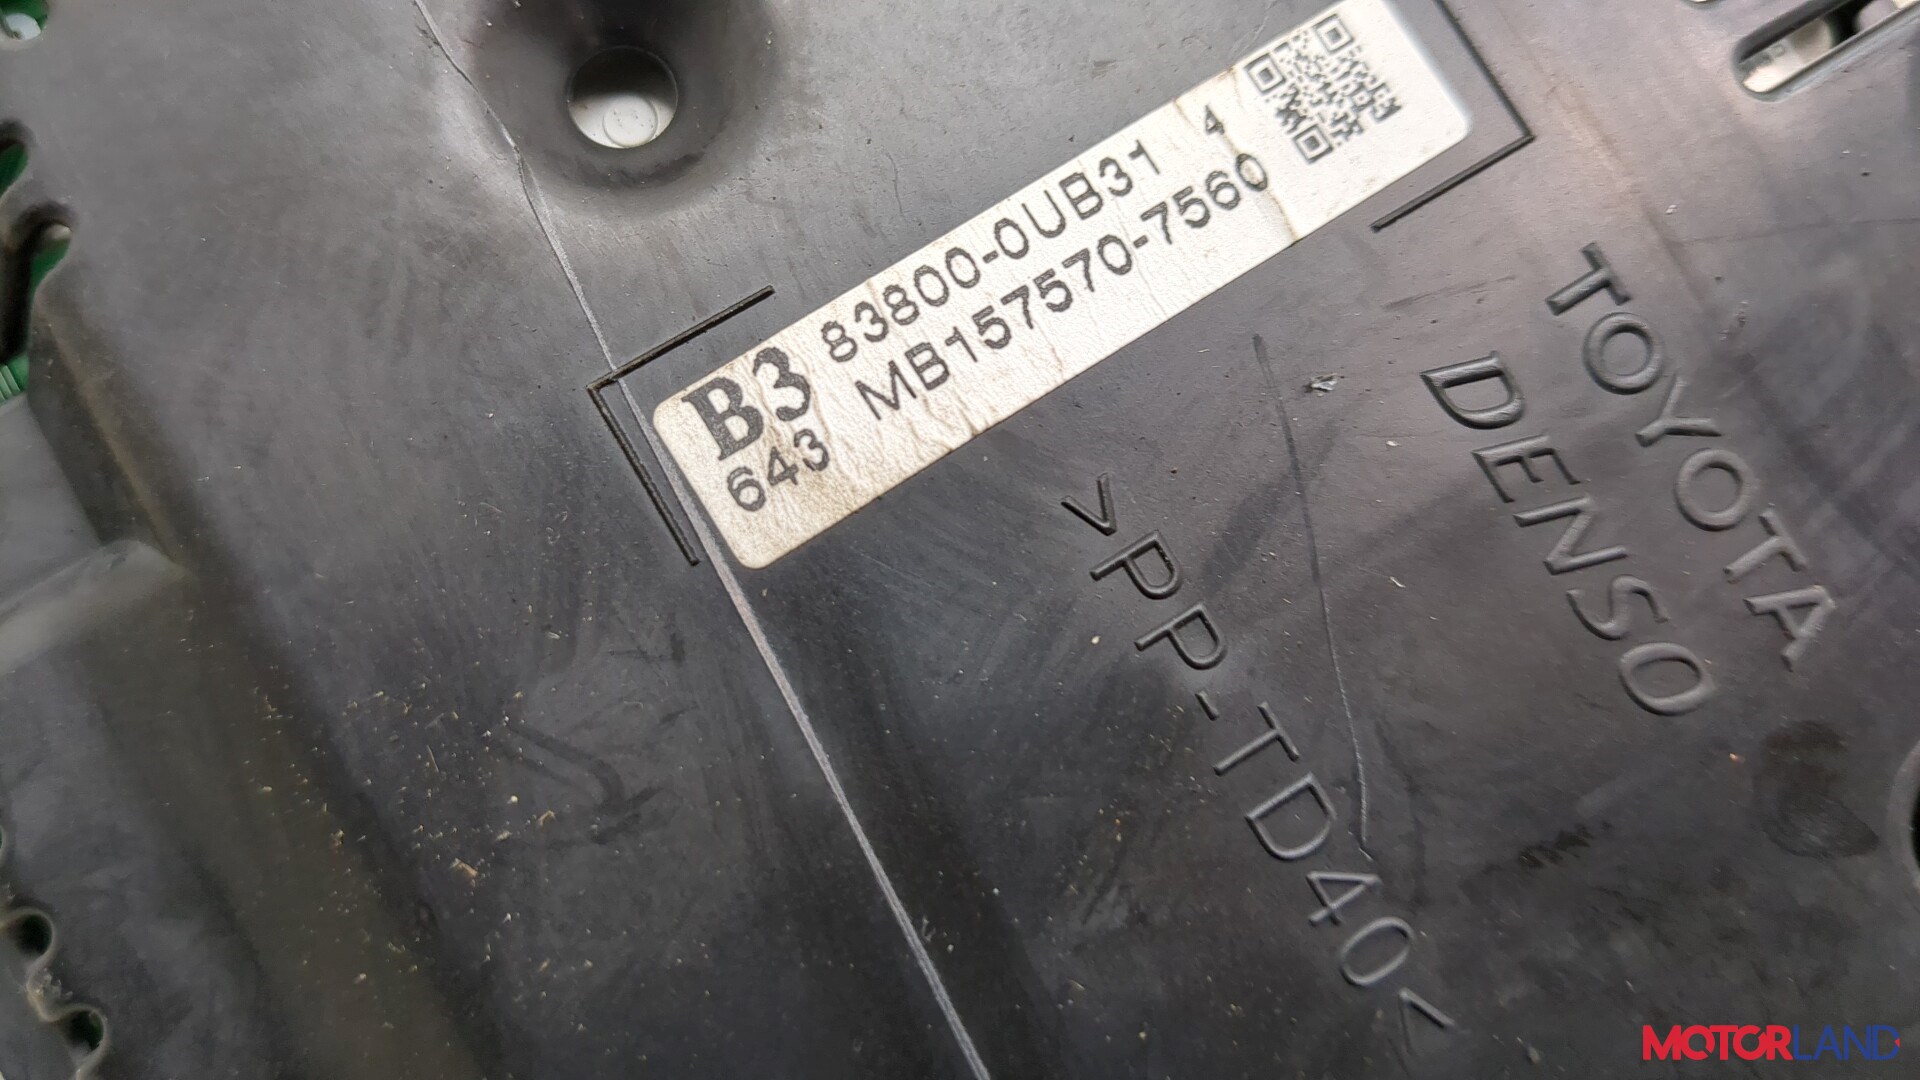 B3
643
83800-0UB31 4
MB157570-7560
TOYOTA
DENSO
>PP-TD40<
MOTORLAND